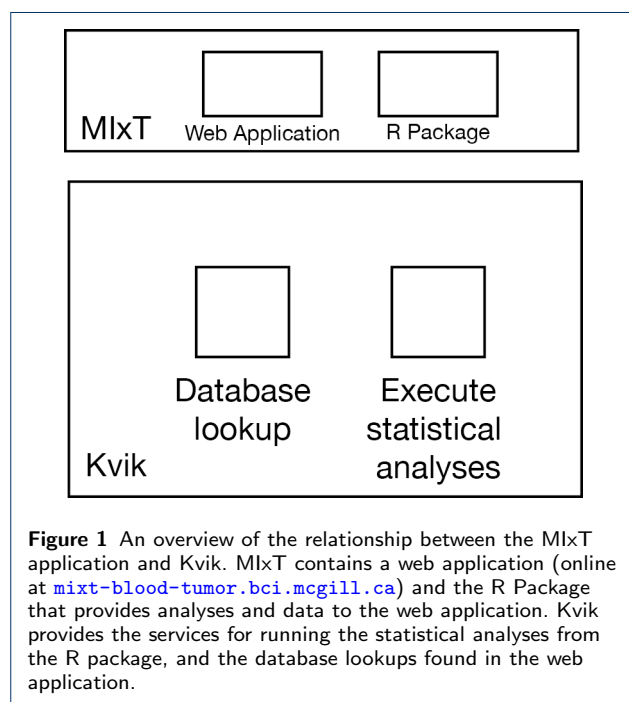 MIxT
Web Application
R Package
Database
lookup
Execute
statistical
analyses
Kvik
Figure 1 An overview of the relationship between the MIxT
application and Kvik. MIxT contains a web application (online
at mixt-blood-tumor.bci.mcgill.ca) and the R Package
that provides analyses and data to the web application. Kvik
provides the services for running the statistical analyses from
the R package, and the database lookups found in the web
application.